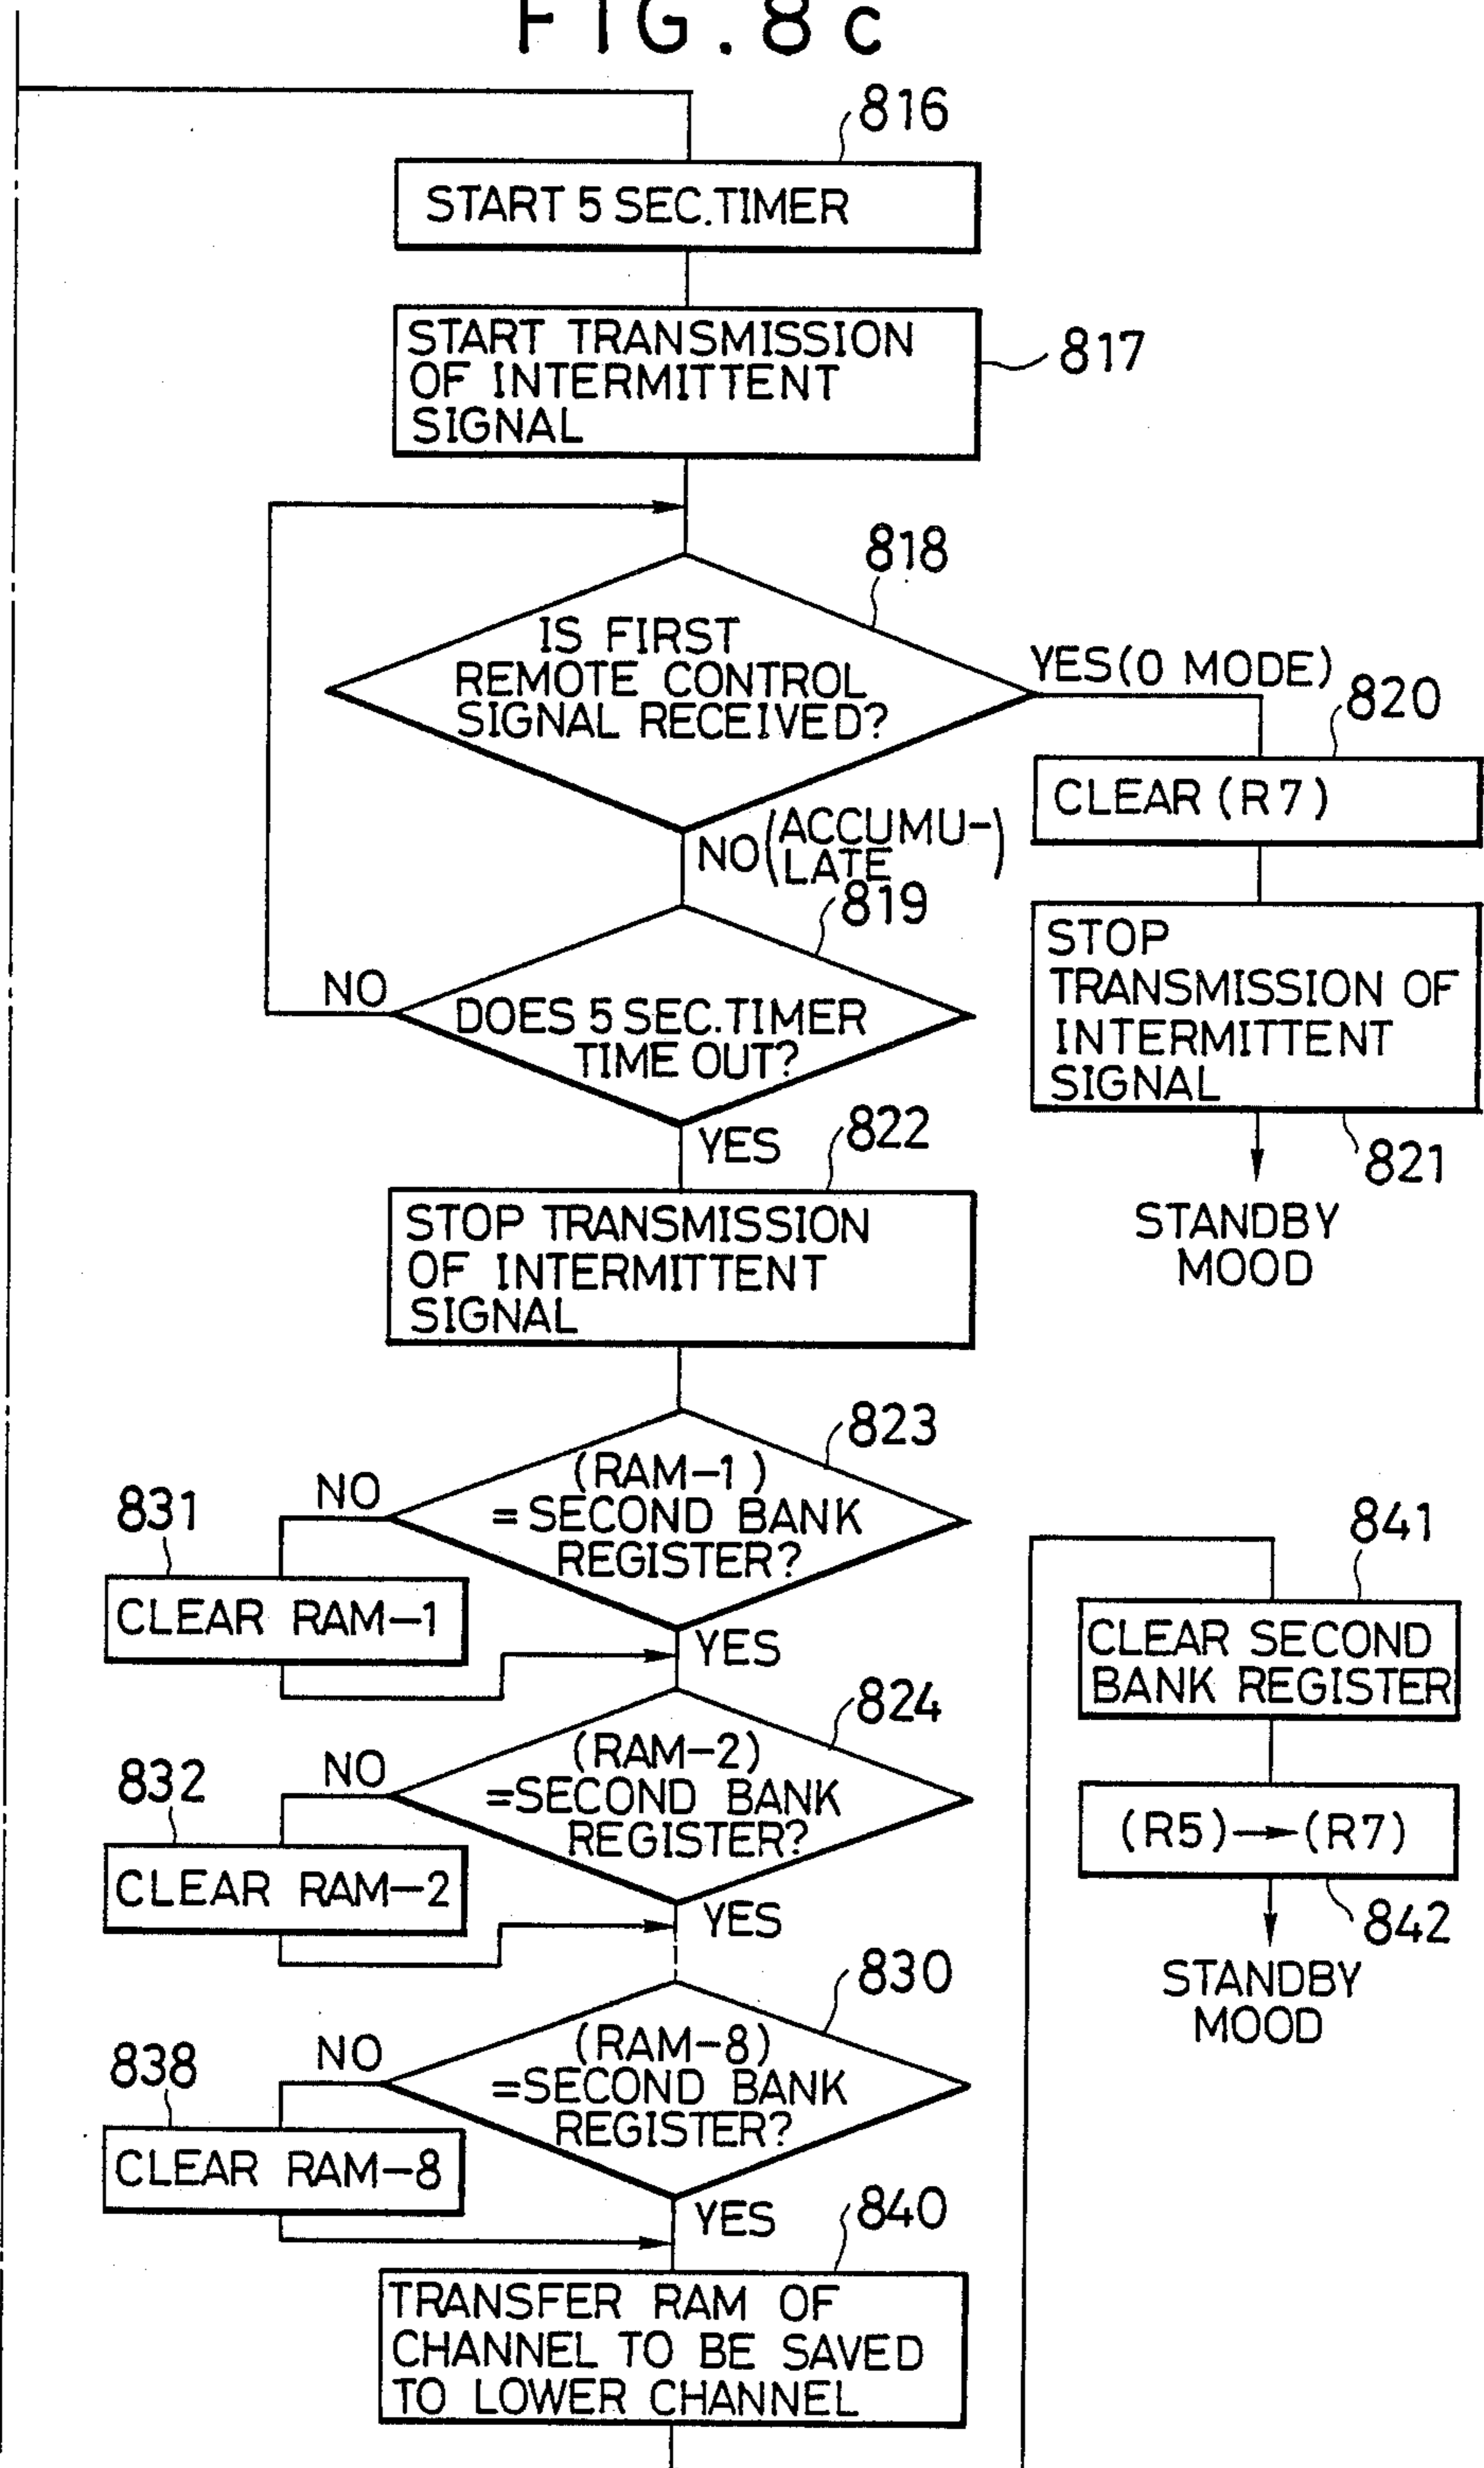 FIG. 8c
816
START 5 SEC. TIMER
START TRANSMISSION
OF INTERMITTENT
SIGNAL
817
818
IS FIRST
REMOTE CONTROL
SIGNAL RECEIVED?
YES (0 MODE)
820
CLEAR (R7)
NO (ACCUMU-
LATE)
819
STOP
TRANSMISSION OF
INTERMITTENT
SIGNAL
NO
DOES 5 SEC. TIMER
TIME OUT?
YES
822
821
STANDBY
MOOD
STOP TRANSMISSION
OF INTERMITTENT
SIGNAL
823
(RAM-1)
= SECOND BANK
REGISTER?
NO
831
CLEAR RAM-1
YES
824
(RAM-2)
=SECOND BANK
REGISTER?
NO
832
CLEAR RAM-2
YES
830
(RAM-8)
=SECOND BANK
REGISTER?
NO
838
CLEAR RAM-8
YES
840
TRANSFER RAM OF
CHANNEL TO BE SAVED
TO LOWER CHANNEL
841
CLEAR SECOND
BANK REGISTER
(R5)→(R7)
842
STANDBY
MOOD